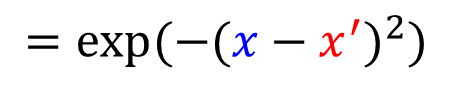 = exp(−(x − x′)²)